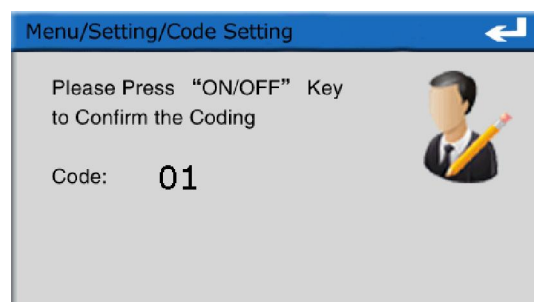 Menu/Setting/Code Setting
Please Press “ON/OFF” Key
to Confirm the Coding
Code: 01